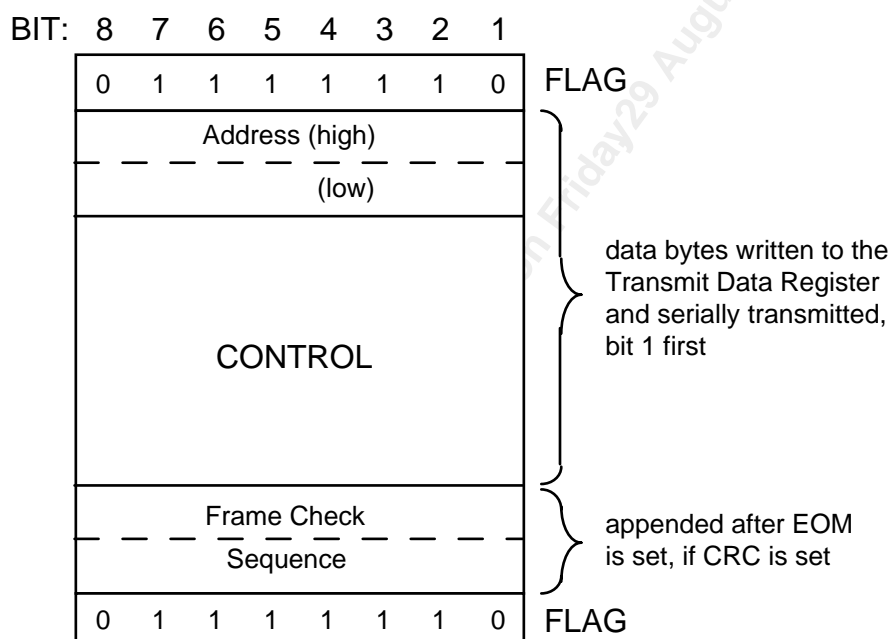 BIT: 8 7 6 5 4 3 2 1
0 1 1 1 1 1 1 0 FLAG
Address (high)
(low)
data bytes written to the
Transmit Data Register
and serially transmitted,
bit 1 first
CONTROL
Frame Check
Sequence
appended after EOM
is set, if CRC is set
0 1 1 1 1 1 1 0 FLAG
on Friday29 Augu